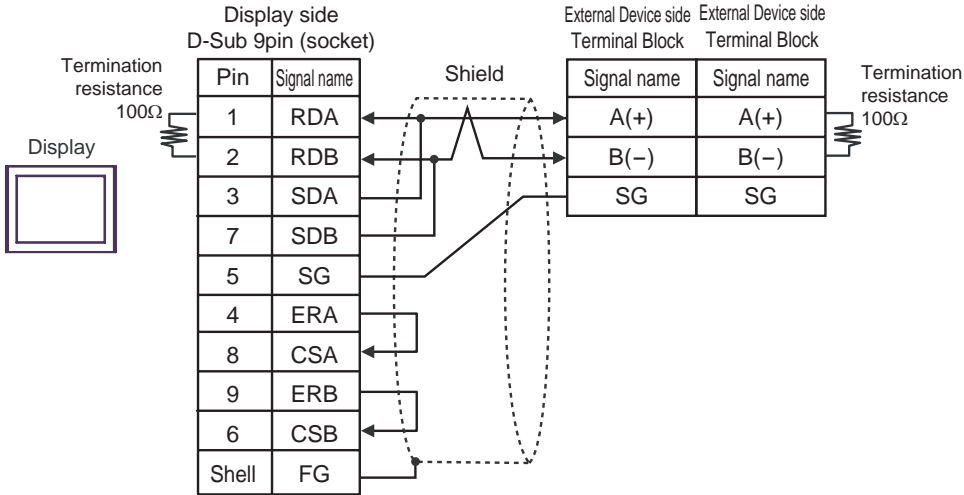 Display side
D-Sub 9pin (socket)
External Device side
Terminal Block
External Device side
Terminal Block
Termination
resistance
100Ω
Shield
Termination
resistance
100Ω
Display
Pin Signal name
1 RDA
2 RDB
3 SDA
7 SDB
5 SG
4 ERA
8 CSA
9 ERB
6 CSB
Shell FG
Signal name Signal name
A(+) A(+)
B(−) B(−)
SG SG